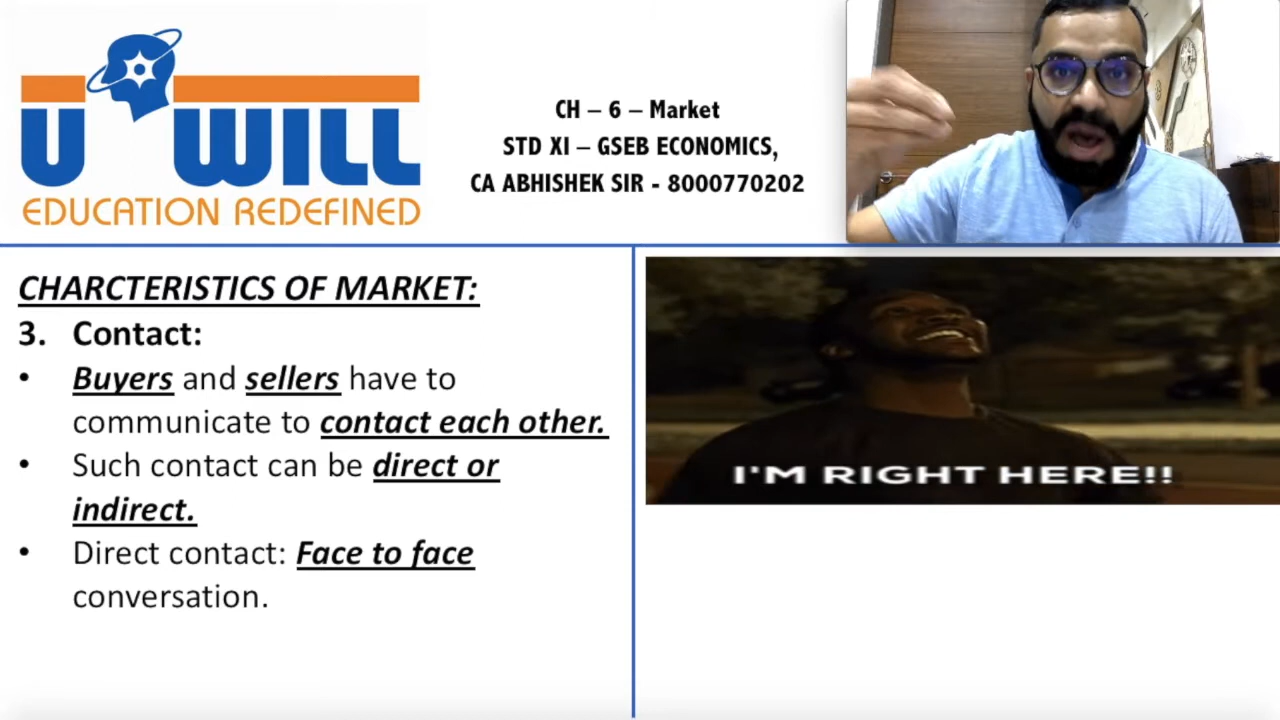 U WILL
EDUCATION REDEFINED
CH – 6 – Market
STD XI – GSEB ECONOMICS,
CA ABHISHEK SIR - 8000770202
CHARCTERISTICS OF MARKET:
3. Contact:
• Buyers and sellers have to
communicate to contact each other.
• Such contact can be direct or
indirect.
• Direct contact: Face to face
conversation.
I'M RIGHT HERE!!